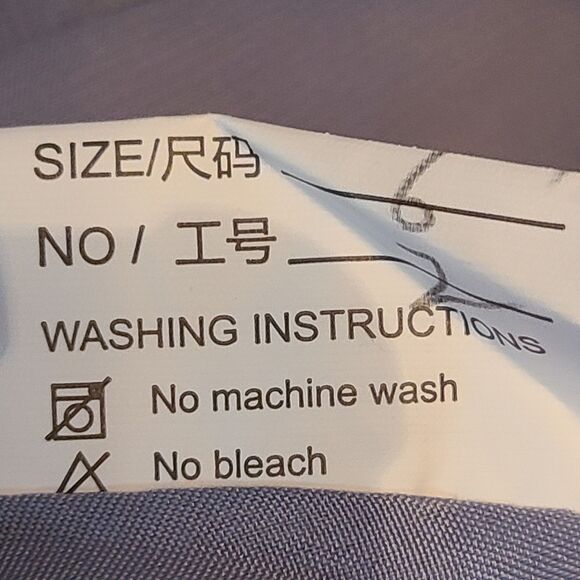 SIZE/尺码 6
NO / 工号 2
WASHING INSTRUCTIONS
No machine wash
No bleach